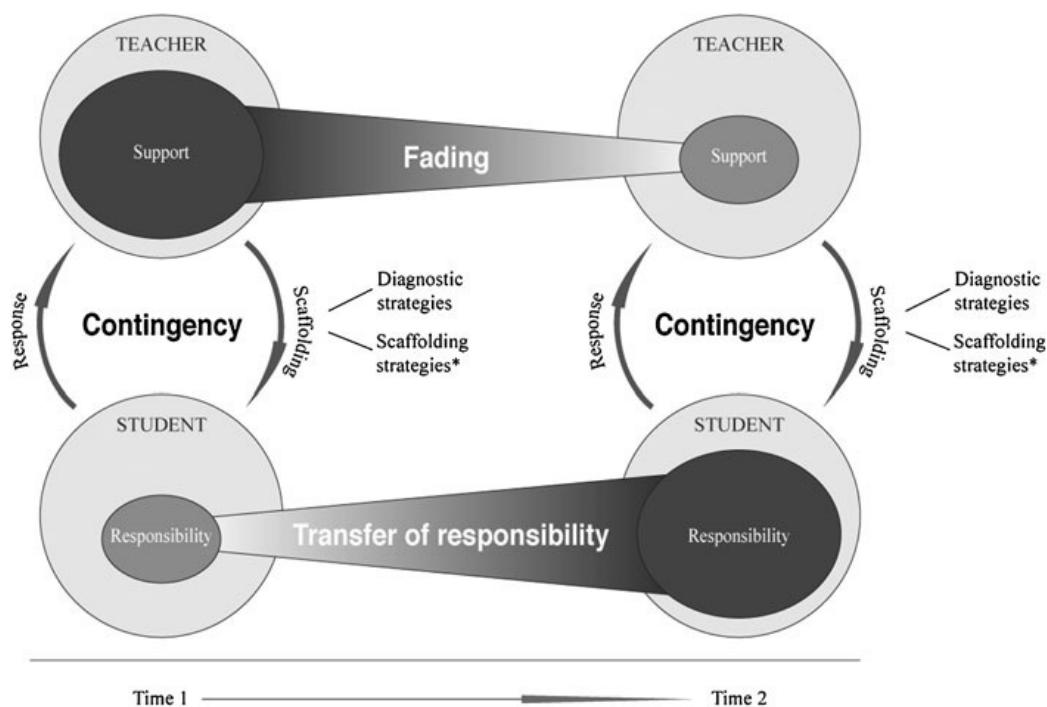 TEACHER
TEACHER
Support
Fading
Support
Response
Contingency
Scaffolding
Diagnostic
strategies
Scaffolding
strategies*
Response
Contingency
Scaffolding
Diagnostic
strategies
Scaffolding
strategies*
STUDENT
STUDENT
Responsibility
Transfer of responsibility
Responsibility
Time 1
Time 2